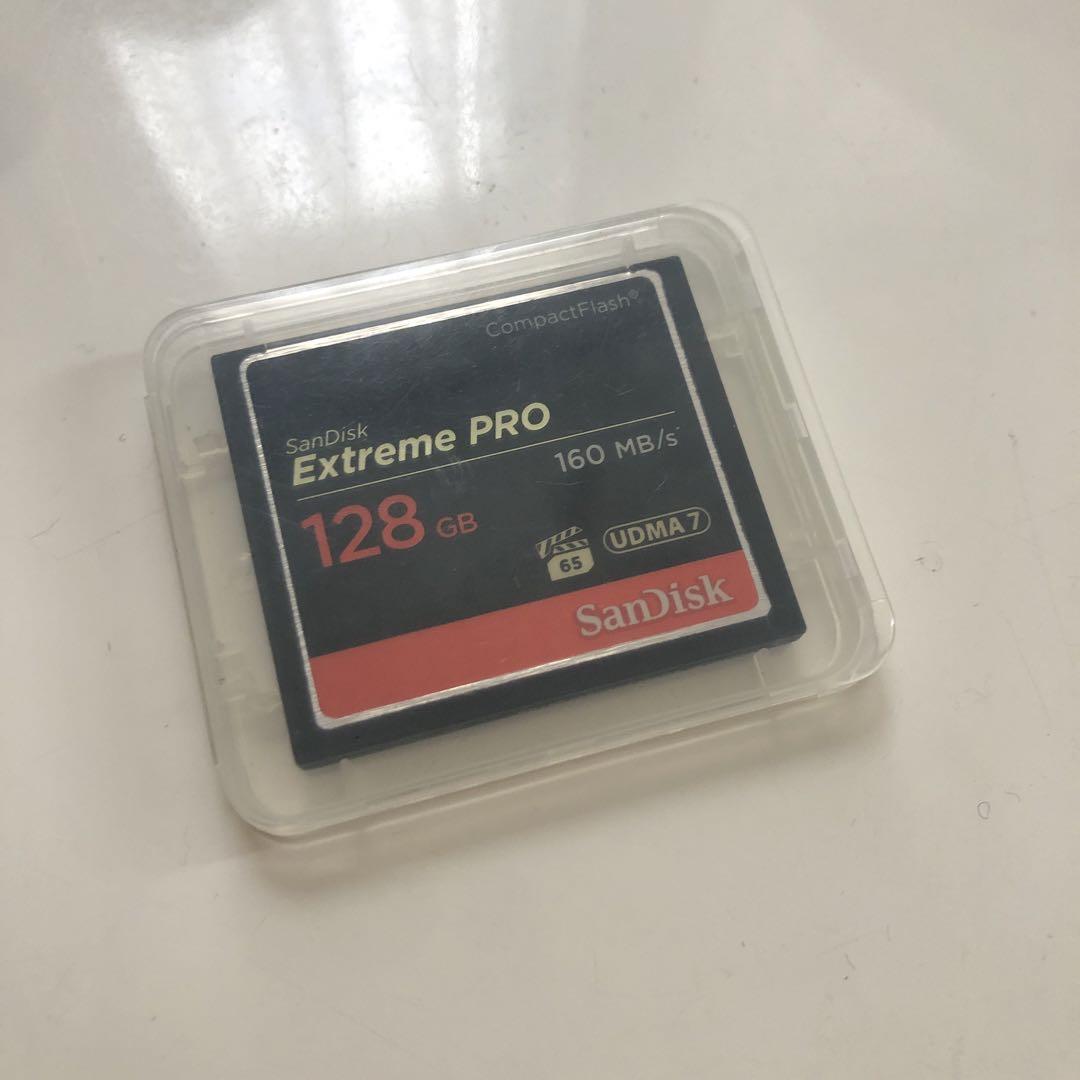 CompactFlash®
SanDisk
Extreme PRO
160 MB/s
128 GB
65
UDMA 7
SanDisk